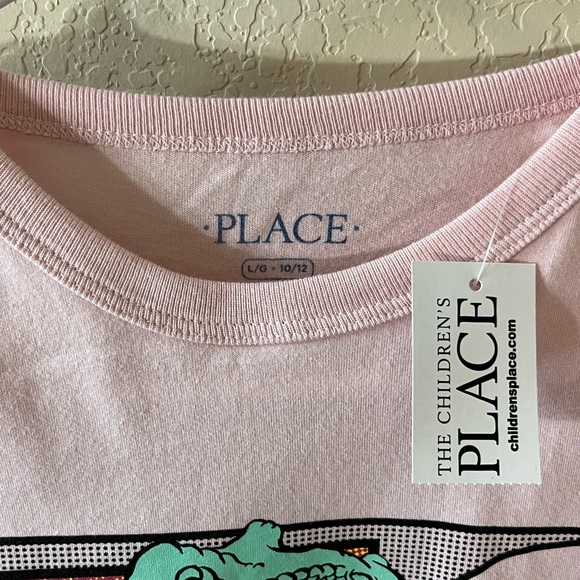 ·PLACE·
L/G • 10/12
THE CHILDREN'S
PLACE
childrensplace.com